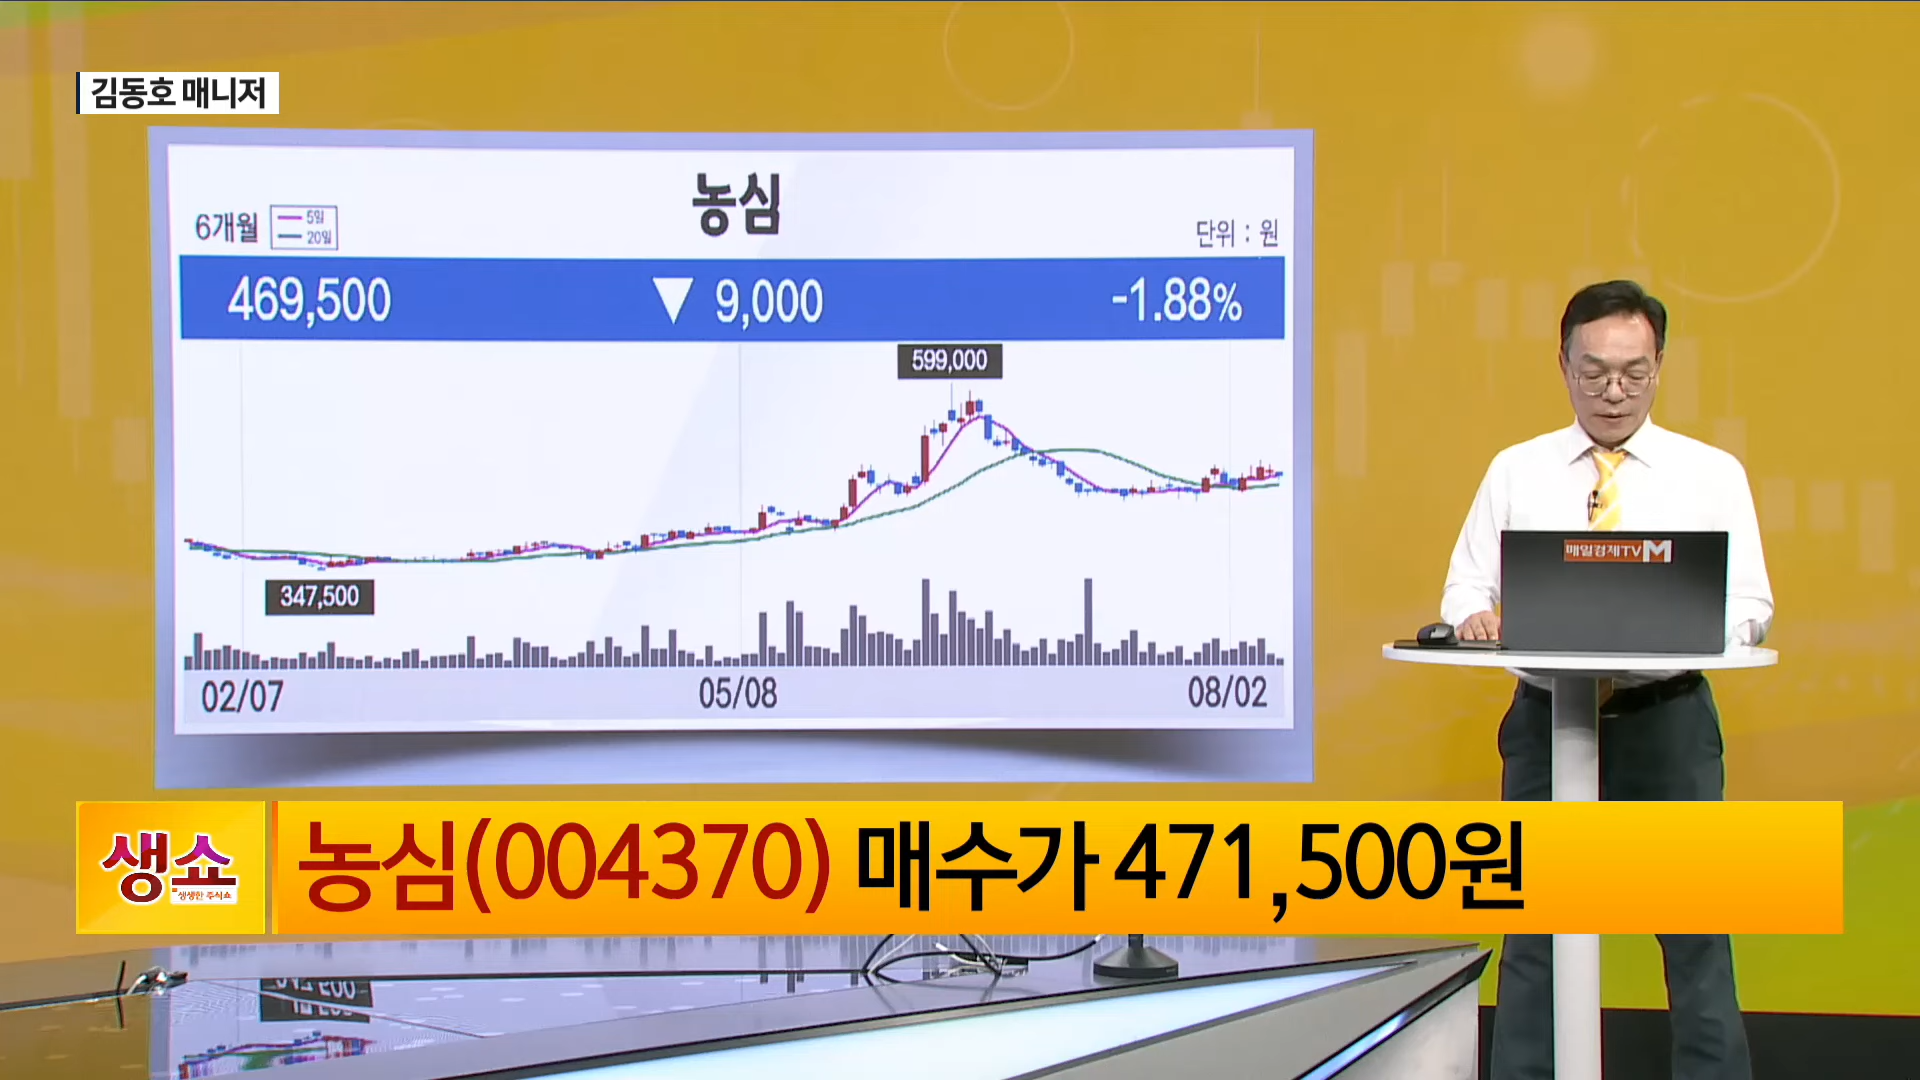 김동호 매니저
농심
6개월
5일
20일
단위 : 원
469,500 ▼ 9,000 -1.88%
599,000
347,500
02/07 05/08 08/02
매일경제TV M
생쇼
생생한 주식쇼
농심(004370) 매수가 471,500원